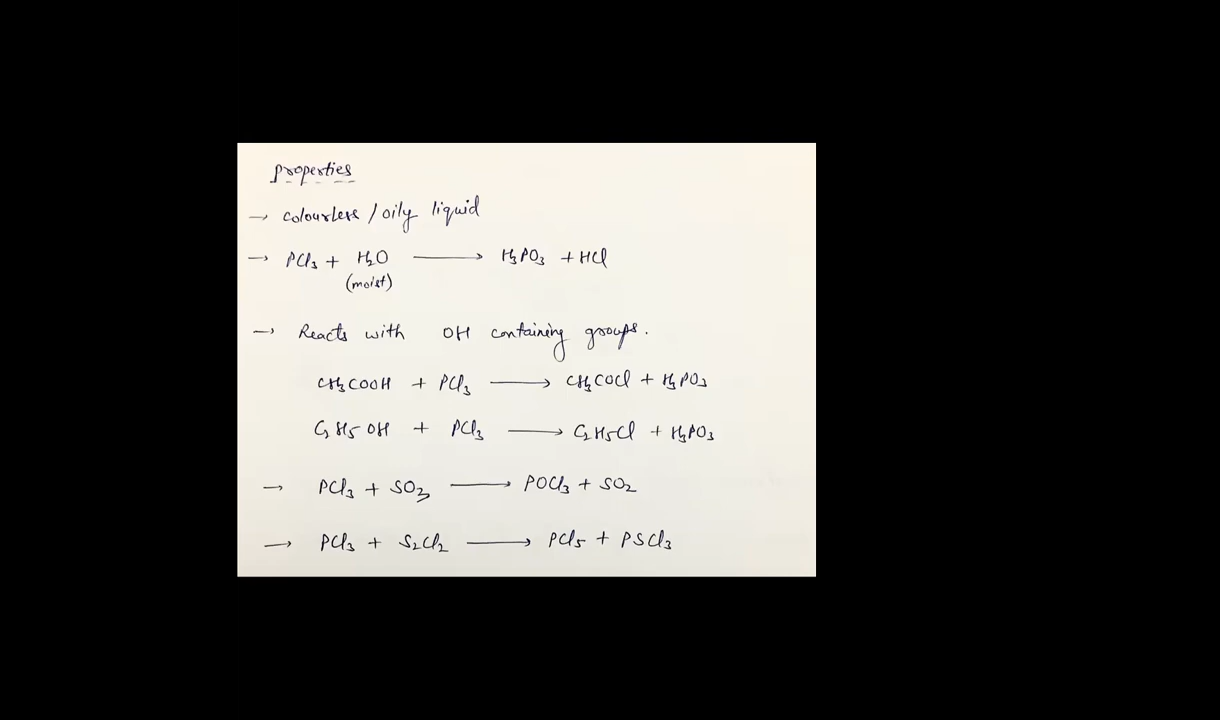 Properties
→ colourless / oily liquid
→ PCl₃ + H₂O ⟶ H₃PO₃ + HCl
(moist)
→ Reacts with OH containing groups.
CH₃COOH + PCl₃ ⟶ CH₃COCl + H₃PO₃
C₂H₅OH + PCl₃ ⟶ C₂H₅Cl + H₃PO₃
→ PCl₃ + SO₃ ⟶ POCl₃ + SO₂
→ PCl₃ + S₂Cl₂ ⟶ PCl₅ + PSCl₃